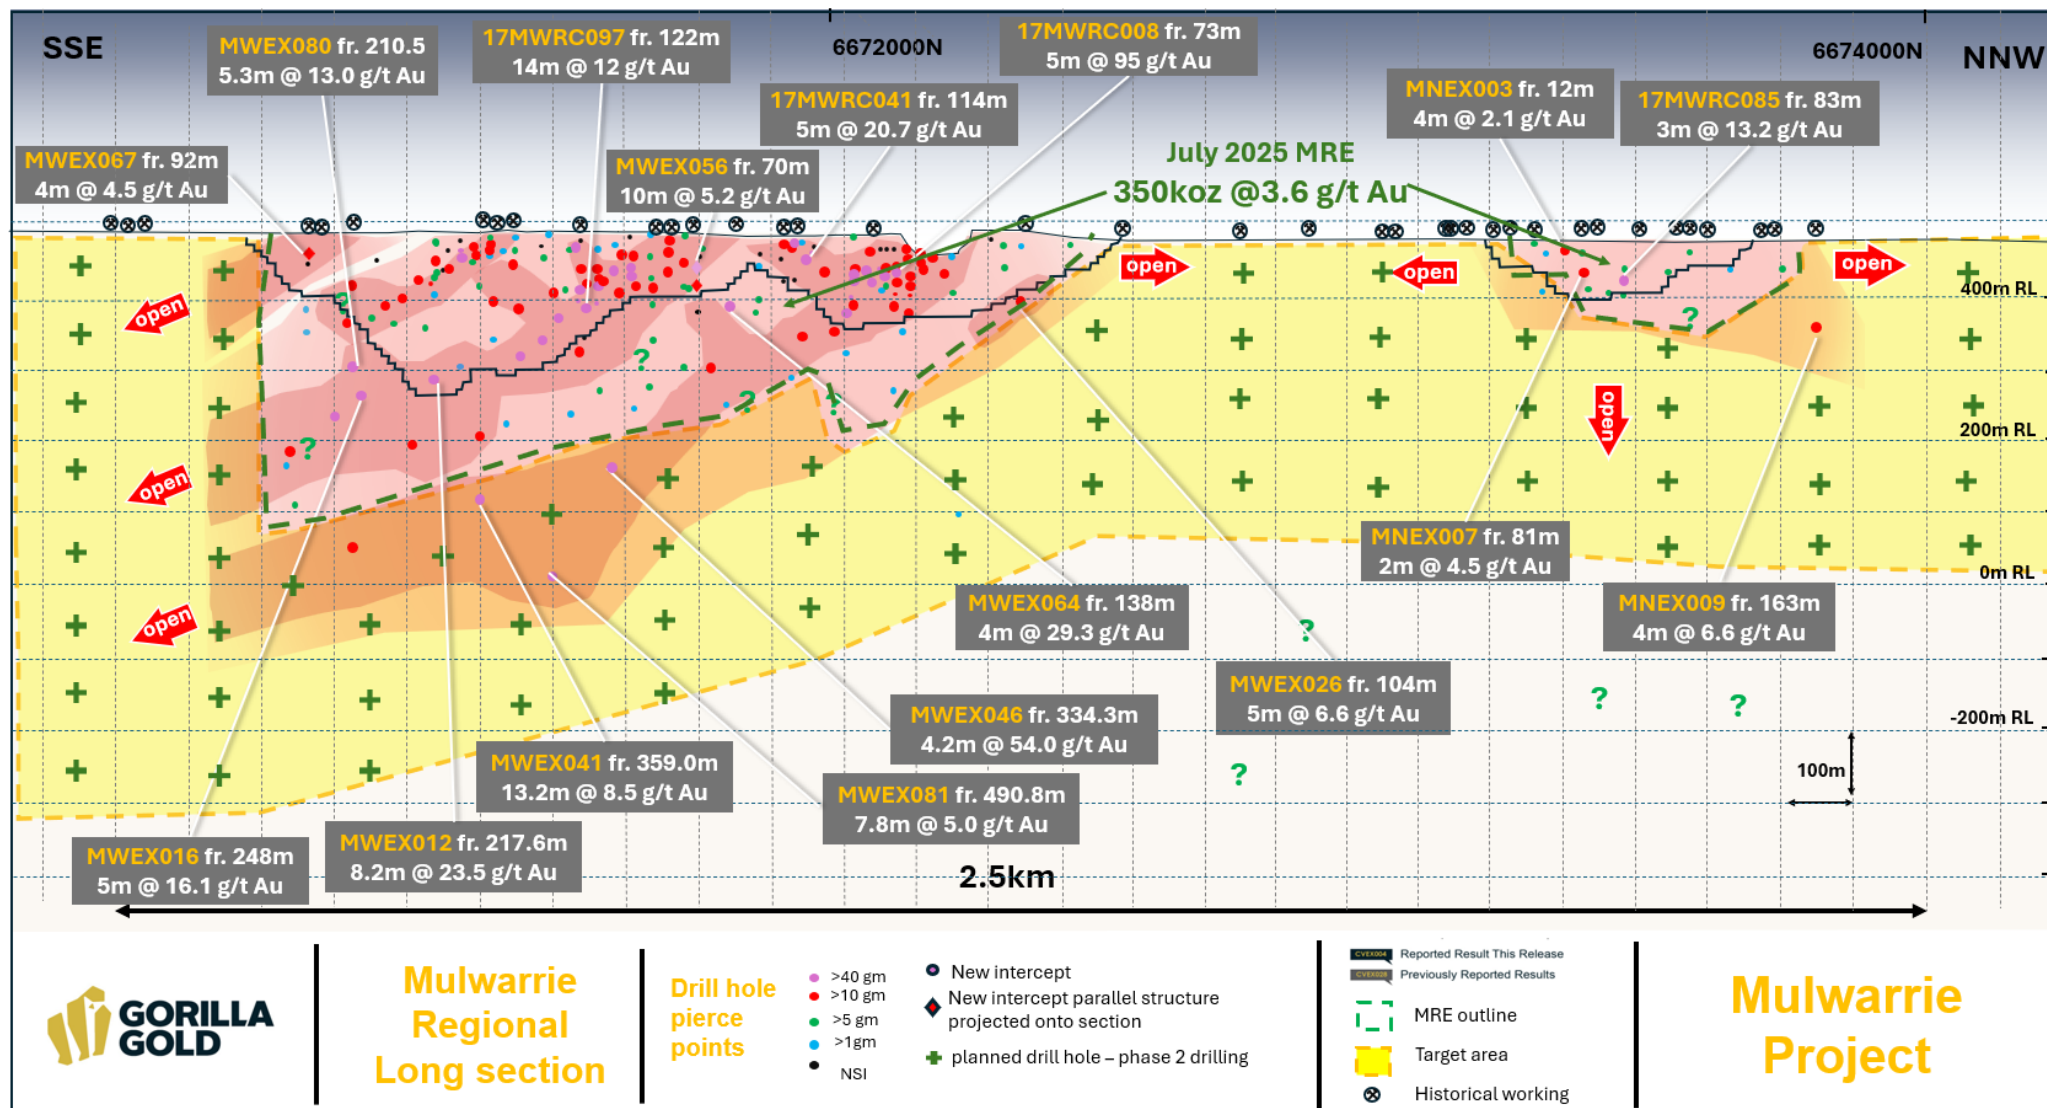 SSE
MWEX080 fr. 210.5
5.3m @ 13.0 g/t Au
17MWRC097 fr. 122m
14m @ 12 g/t Au
6672000N
17MWRC008 fr. 73m
5m @ 95 g/t Au
6674000N
NNW
17MWRC041 fr. 114m
5m @ 20.7 g/t Au
MNEX003 fr. 12m
4m @ 2.1 g/t Au
17MWRC085 fr. 83m
3m @ 13.2 g/t Au
MWEX067 fr. 92m
4m @ 4.5 g/t Au
MWEX056 fr. 70m
10m @ 5.2 g/t Au
July 2025 MRE
350koz @3.6 g/t Au
open
open
open
open
400m RL
?
?
?
?
?
?
open
200m RL
open
open
0m RL
MNEX007 fr. 81m
2m @ 4.5 g/t Au
MWEX064 fr. 138m
4m @ 29.3 g/t Au
MNEX009 fr. 163m
4m @ 6.6 g/t Au
?
MWEX026 fr. 104m
5m @ 6.6 g/t Au
?
?
-200m RL
MWEX046 fr. 334.3m
4.2m @ 54.0 g/t Au
?
100m
MWEX041 fr. 359.0m
13.2m @ 8.5 g/t Au
MWEX081 fr. 490.8m
7.8m @ 5.0 g/t Au
MWEX016 fr. 248m
5m @ 16.1 g/t Au
MWEX012 fr. 217.6m
8.2m @ 23.5 g/t Au
2.5km
GORILLA
GOLD
Mulwarrie
Regional
Long section
Drill hole
pierce
points
>40 gm
>10 gm
>5 gm
>1gm
NSI
New intercept
New intercept parallel structure
projected onto section
planned drill hole – phase 2 drilling
CVEX004 Reported Result This Release
CVEX028 Previously Reported Results
MRE outline
Target area
Historical working
Mulwarrie
Project